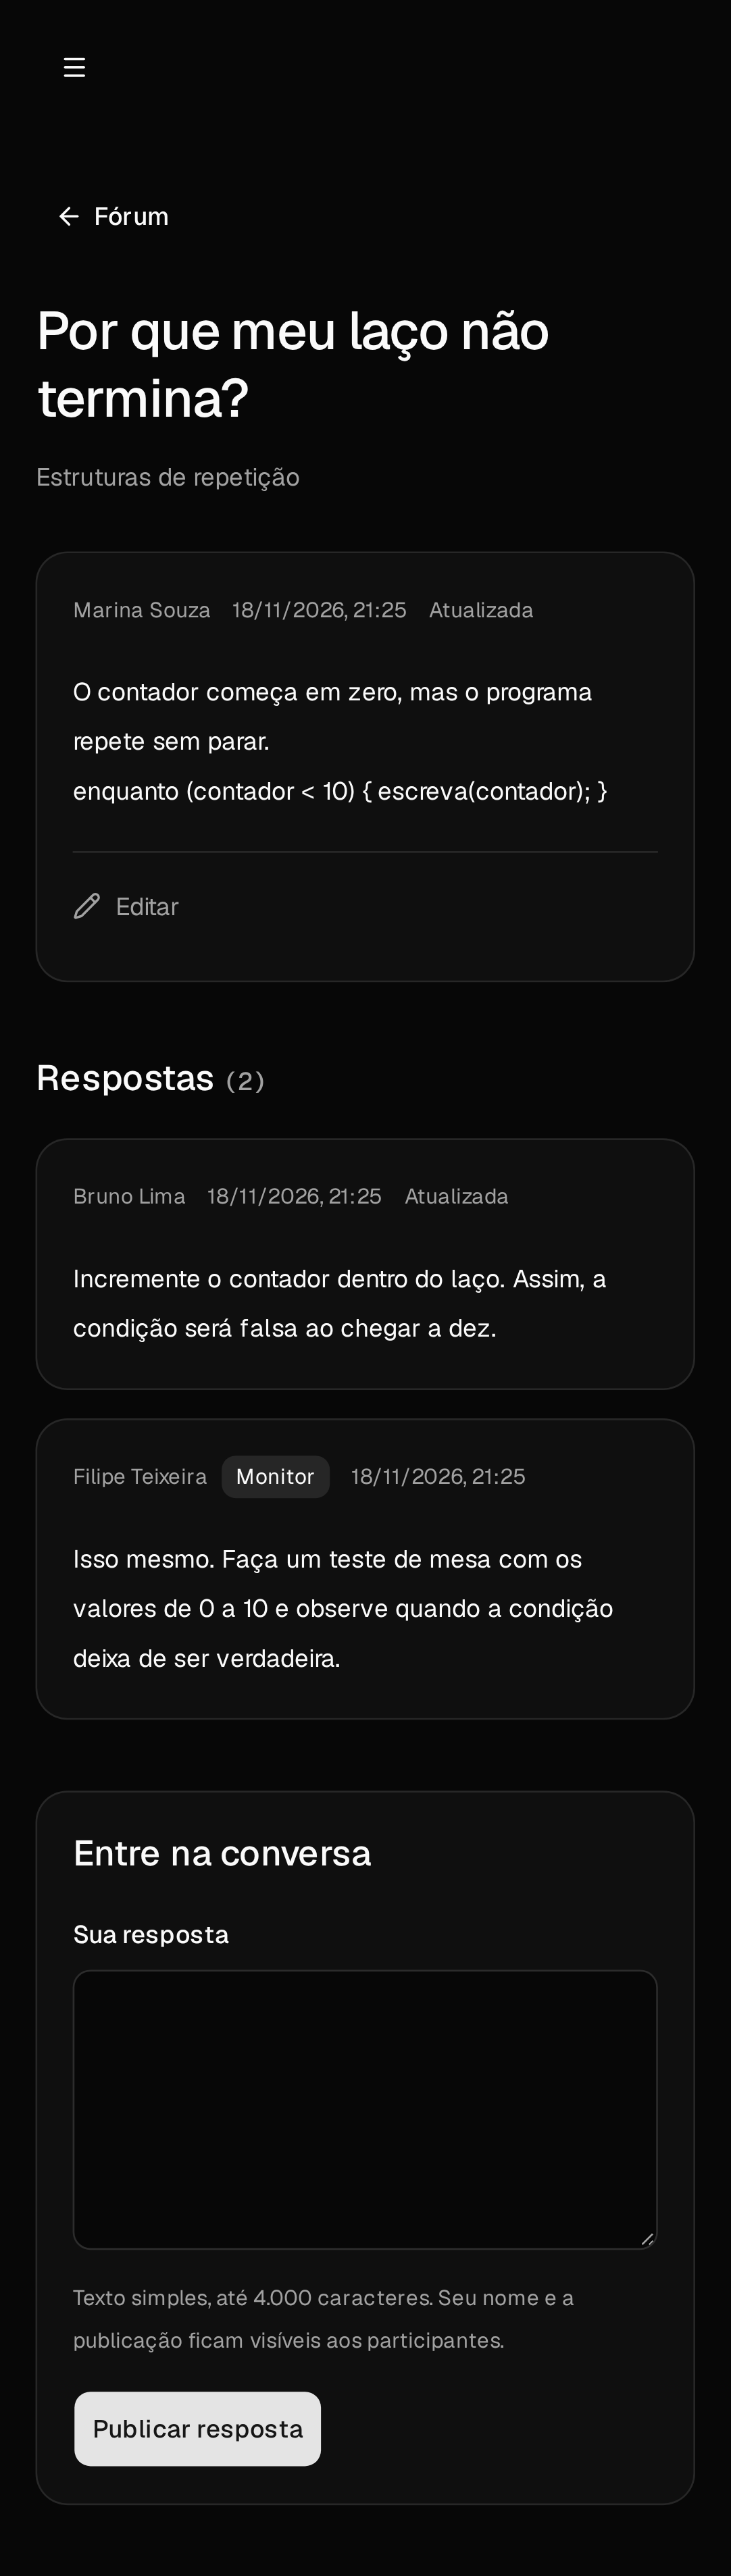 Fórum
Por que meu laço não
termina?
Estruturas de repetição
Marina Souza 18/11/2026, 21:25 Atualizada
O contador começa em zero, mas o programa
repete sem parar.
enquanto (contador < 10) { escreva(contador); }
Editar
Respostas (2)
Bruno Lima 18/11/2026, 21:25 Atualizada
Incremente o contador dentro do laço. Assim, a
condição será falsa ao chegar a dez.
Filipe Teixeira Monitor 18/11/2026, 21:25
Isso mesmo. Faça um teste de mesa com os
valores de 0 a 10 e observe quando a condição
deixa de ser verdadeira.
Entre na conversa
Sua resposta
Texto simples, até 4.000 caracteres. Seu nome e a
publicação ficam visíveis aos participantes.
Publicar resposta